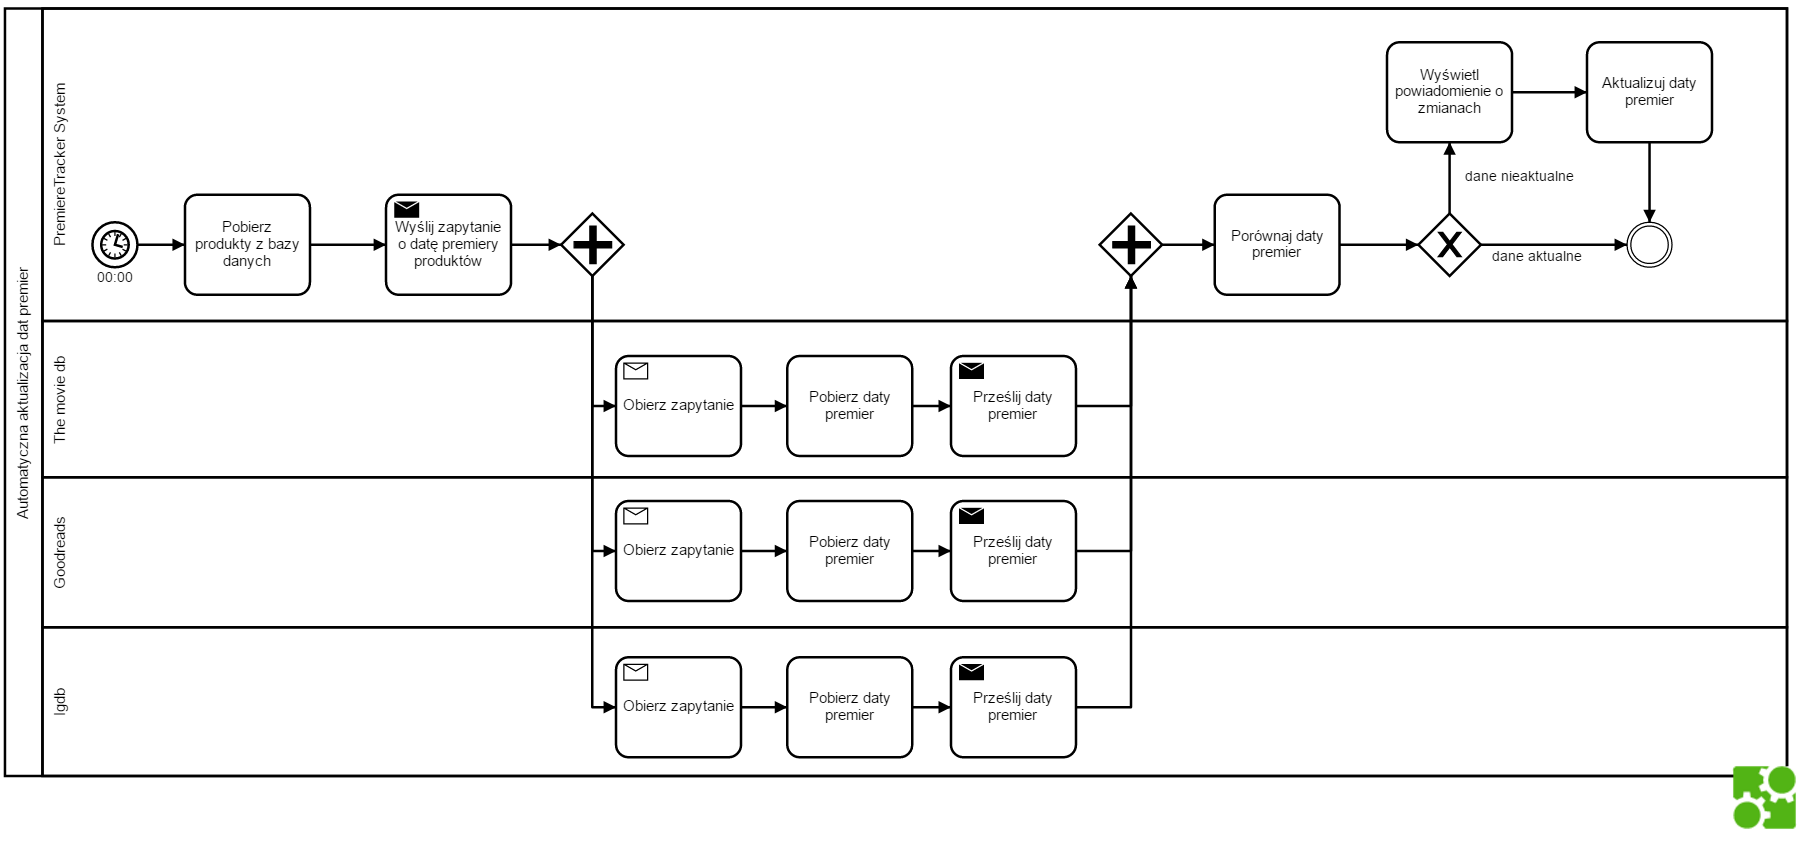 Automatyczna aktualizacja dat premier
PremiereTracker System
00:00
Pobierz
produkty z bazy
danych
Wyślij zapytanie
o datę premiery
produktów
Porównaj daty
premier
dane nieaktualne
dane aktualne
Wyświetl
powiadomienie o
zmianach
Aktualizuj daty
premier
The movie db
Obierz zapytanie
Pobierz daty
premier
Prześlij daty
premier
Goodreads
Obierz zapytanie
Pobierz daty
premier
Prześlij daty
premier
Igdb
Obierz zapytanie
Pobierz daty
premier
Prześlij daty
premier